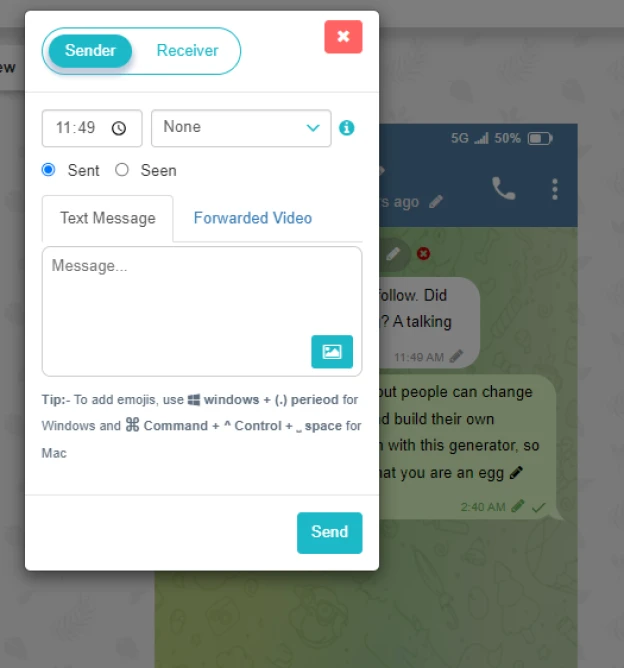 Sender
Receiver
ew
11:49
None
Sent
Seen
Text Message
Forwarded Video
Message...
Tip:- To add emojis, use windows + (.) perieod for
Windows and ⌘ Command + ^ Control + ⎵ space for
Mac
Send
5G 50%
s ago
follow. Did
? A talking
11:49 AM
out people can change
d build their own
with this generator, so
hat you are an egg
2:40 AM